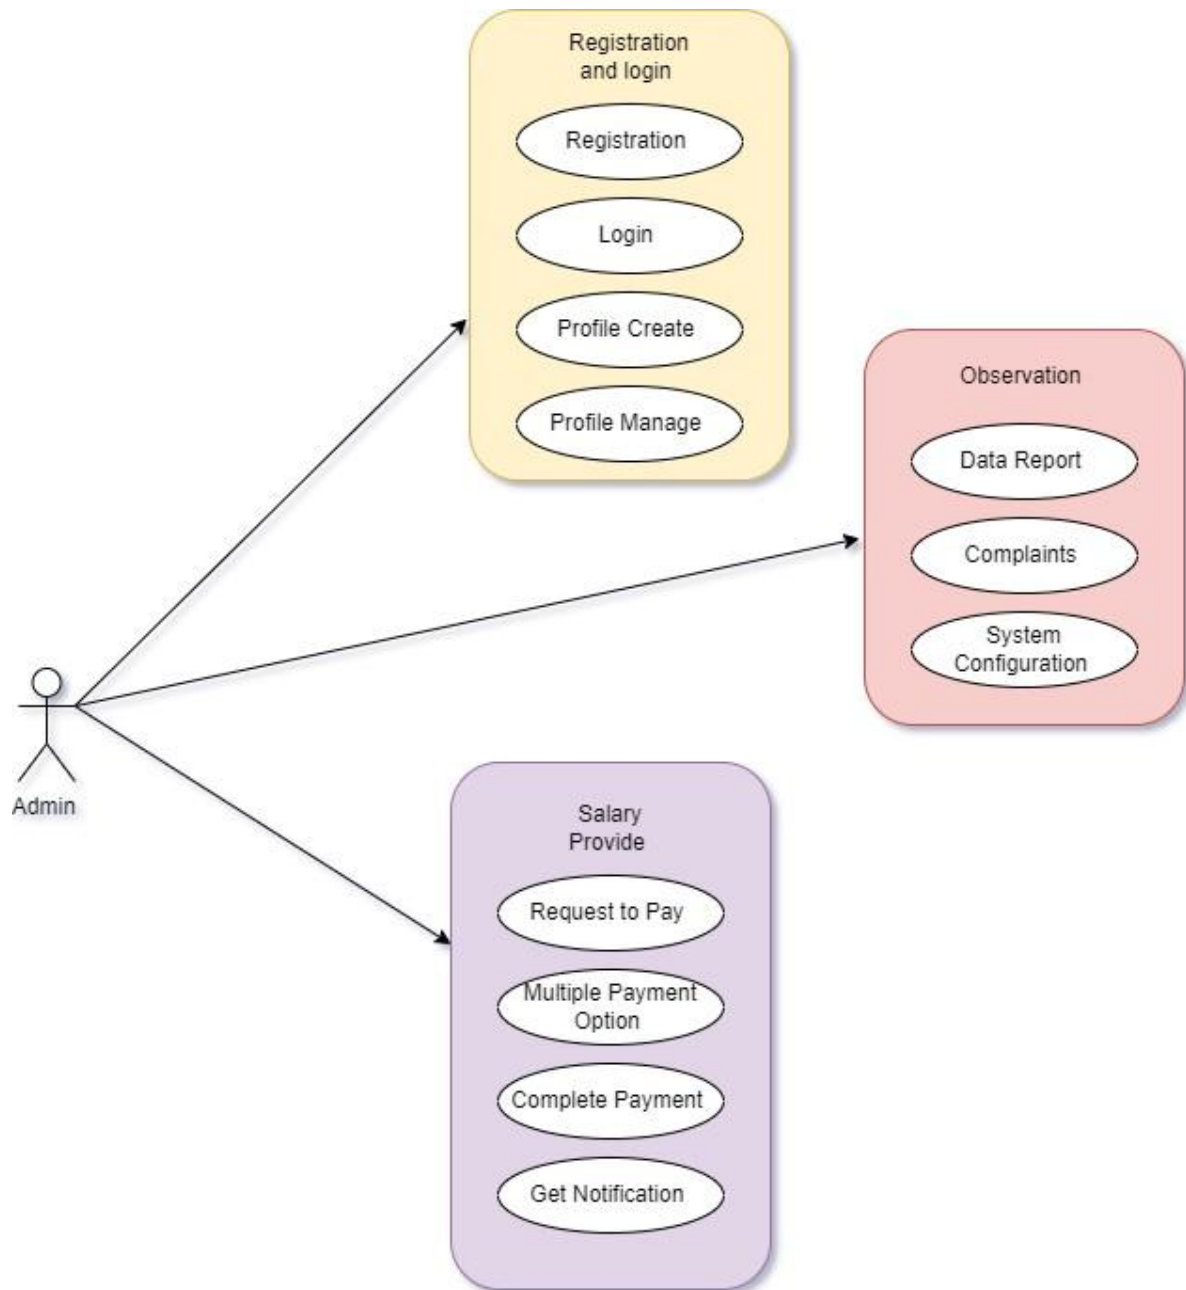 Registration
and login
Registration
Login
Profile Create
Profile Manage
Observation
Data Report
Complaints
System
Configuration
Admin
Salary
Provide
Request to Pay
Multiple Payment
Option
Complete Payment
Get Notification